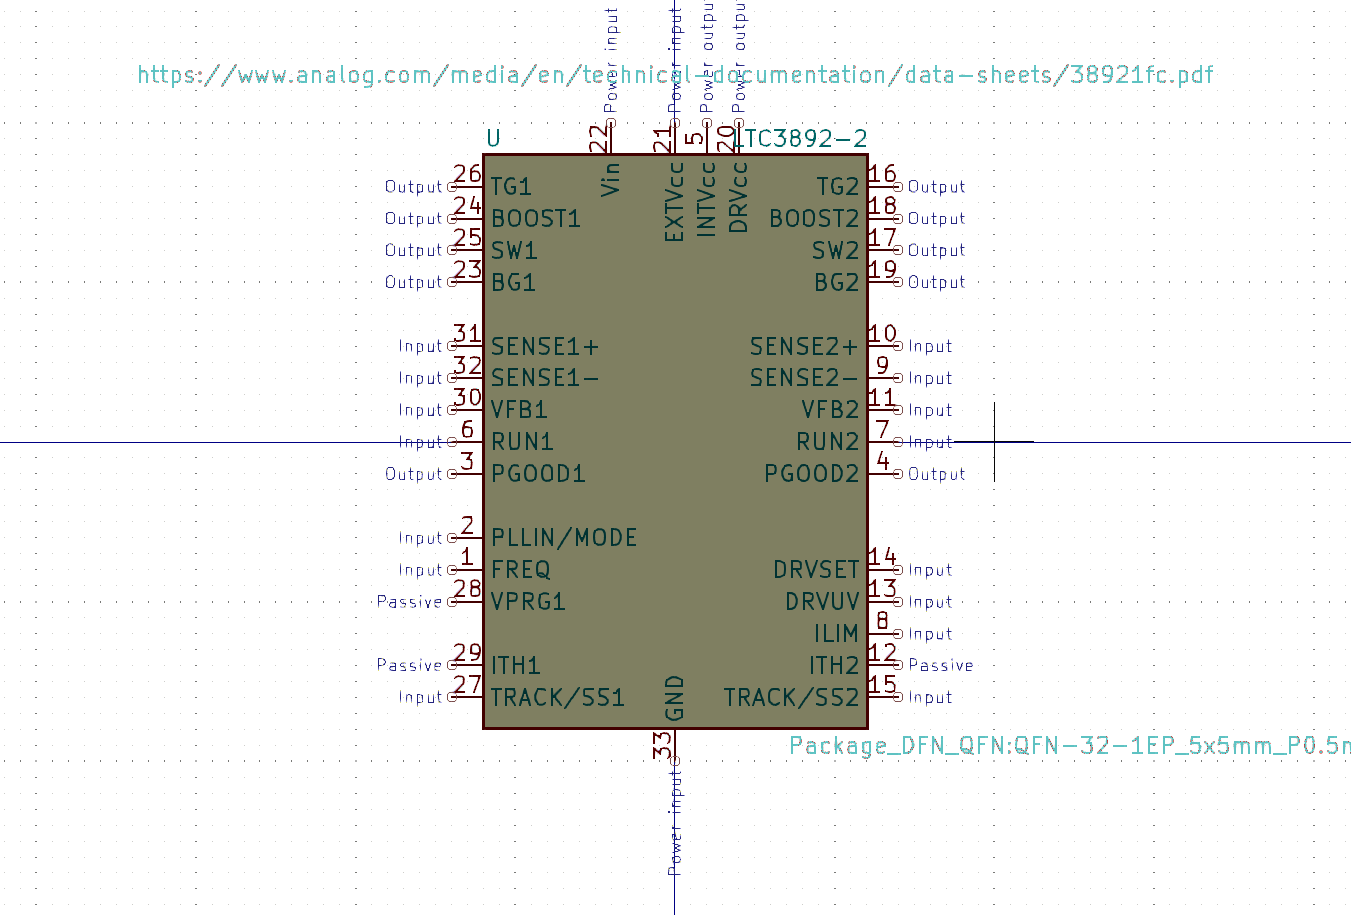 Power input
Power input
Power output
Power output
https://www.analog.com/media/en/technical-documentation/data-sheets/38921fc.pdf
U
22
21
5
20
LTC3892-2
Vin
EXTVcc
INTVcc
DRVcc
Output 26 TG1
TG2 16 Output
Output 24 BOOST1
BOOST2 18 Output
Output 25 SW1
SW2 17 Output
Output 23 BG1
BG2 19 Output
Input 31 SENSE1+
SENSE2+ 10 Input
Input 32 SENSE1-
SENSE2- 9 Input
Input 30 VFB1
VFB2 11 Input
Input 6 RUN1
RUN2 7 Input
Output 3 PGOOD1
PGOOD2 4 Output
Input 2 PLLIN/MODE
Input 1 FREQ
DRVSET 14 Input
Passive 28 VPRG1
DRVUV 13 Input
ILIM 8 Input
Passive 29 ITH1
ITH2 12 Passive
Input 27 TRACK/SS1
TRACK/SS2 15 Input
GND
33
Package_DFN_QFN:QFN-32-1EP_5x5mm_P0.5m
Power input